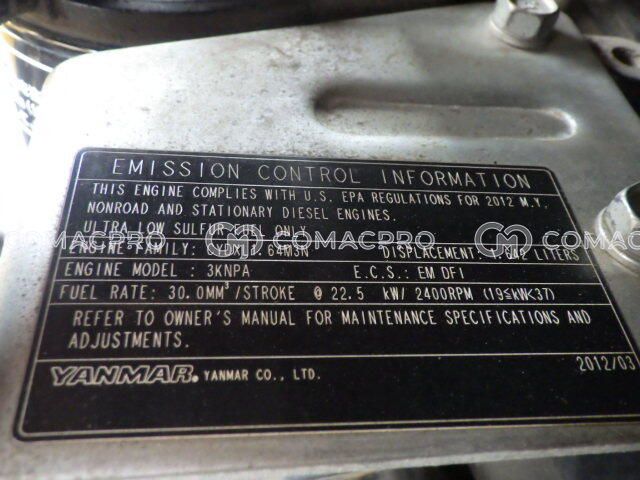 EMISSION CONTROL INFORMATION
THIS ENGINE COMPLIES WITH U.S. EPA REGULATIONS FOR 2012 M.Y.
NONROAD AND STATIONARY DIESEL ENGINES.
ULTRA LOW SULFUR FUEL ONLY
ENGINE FAMILY: DISPLACEMENT: LITERS
COMACPRO COMACPRO
ENGINE MODEL : 3KNPA E.C.S. : EM DFI
FUEL RATE: 30.0MM³/STROKE @ 22.5 kW/ 2400RPM (19≤kW<37)
REFER TO OWNER'S MANUAL FOR MAINTENANCE SPECIFICATIONS AND
ADJUSTMENTS.
YANMAR. YANMAR CO., LTD. 2012/03